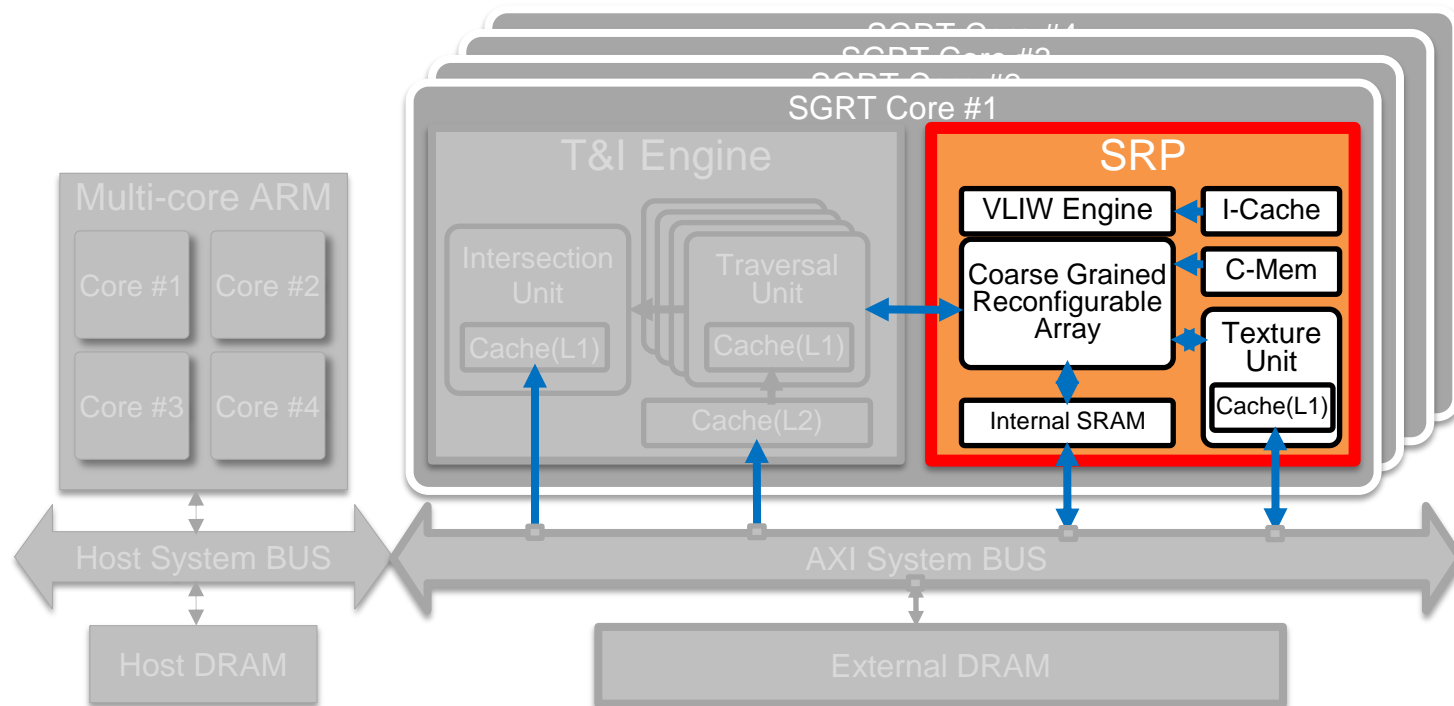 SGRT Core #1
T&I Engine
SRP
Multi-core ARM
Core #1
Core #2
Core #3
Core #4
Intersection
Unit
Cache(L1)
Traversal
Unit
Cache(L1)
Cache(L2)
VLIW Engine
I-Cache
Coarse Grained
Reconfigurable
Array
C-Mem
Texture
Unit
Cache(L1)
Internal SRAM
Host System BUS
AXI System BUS
Host DRAM
External DRAM